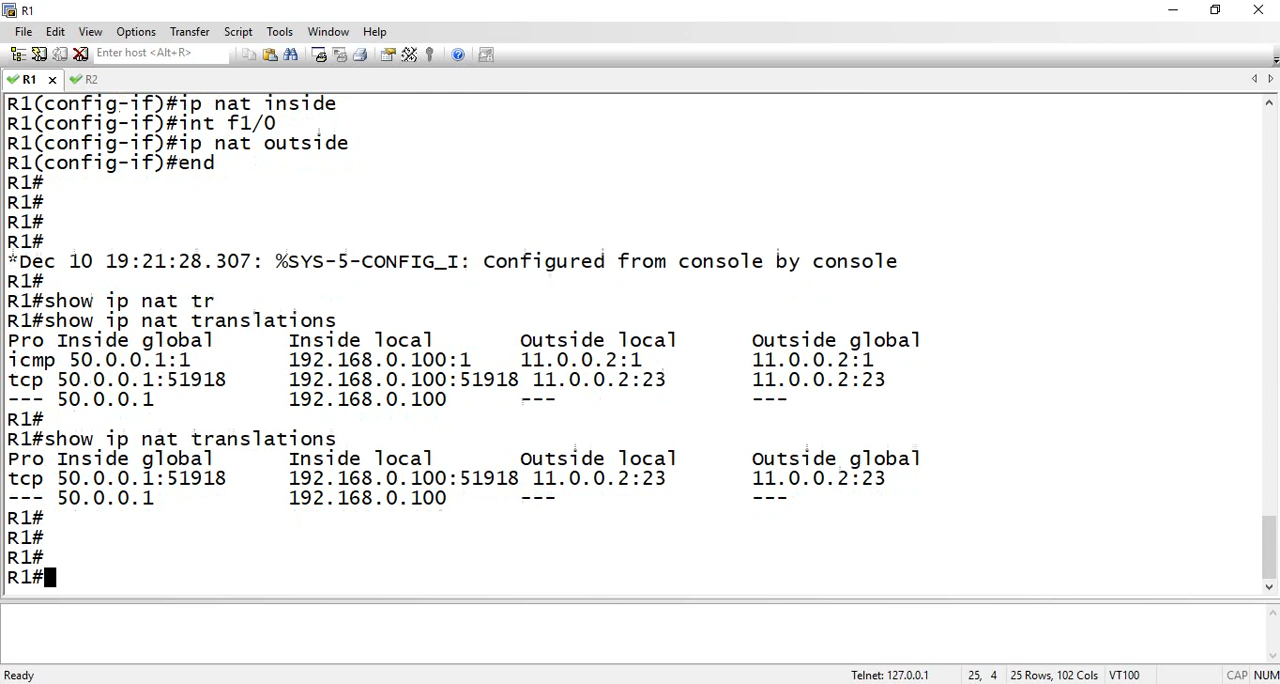 R1
File Edit View Options Transfer Script Tools Window Help
Enter host <Alt+R>
R1 R2
R1(config-if)#ip nat inside
R1(config-if)#int f1/0
R1(config-if)#ip nat outside
R1(config-if)#end
R1#
R1#
R1#
R1#
*Dec 10 19:21:28.307: %SYS-5-CONFIG_I: Configured from console by console
R1#
R1#show ip nat tr
R1#show ip nat translations
Pro Inside global Inside local Outside local Outside global
icmp 50.0.0.1:1 192.168.0.100:1 11.0.0.2:1 11.0.0.2:1
tcp 50.0.0.1:51918 192.168.0.100:51918 11.0.0.2:23 11.0.0.2:23
--- 50.0.0.1 192.168.0.100 --- ---
R1#
R1#show ip nat translations
Pro Inside global Inside local Outside local Outside global
tcp 50.0.0.1:51918 192.168.0.100:51918 11.0.0.2:23 11.0.0.2:23
--- 50.0.0.1 192.168.0.100 --- ---
R1#
R1#
R1#
R1#
Ready Telnet: 127.0.0.1 25, 4 25 Rows, 102 Cols VT100 CAP NUM